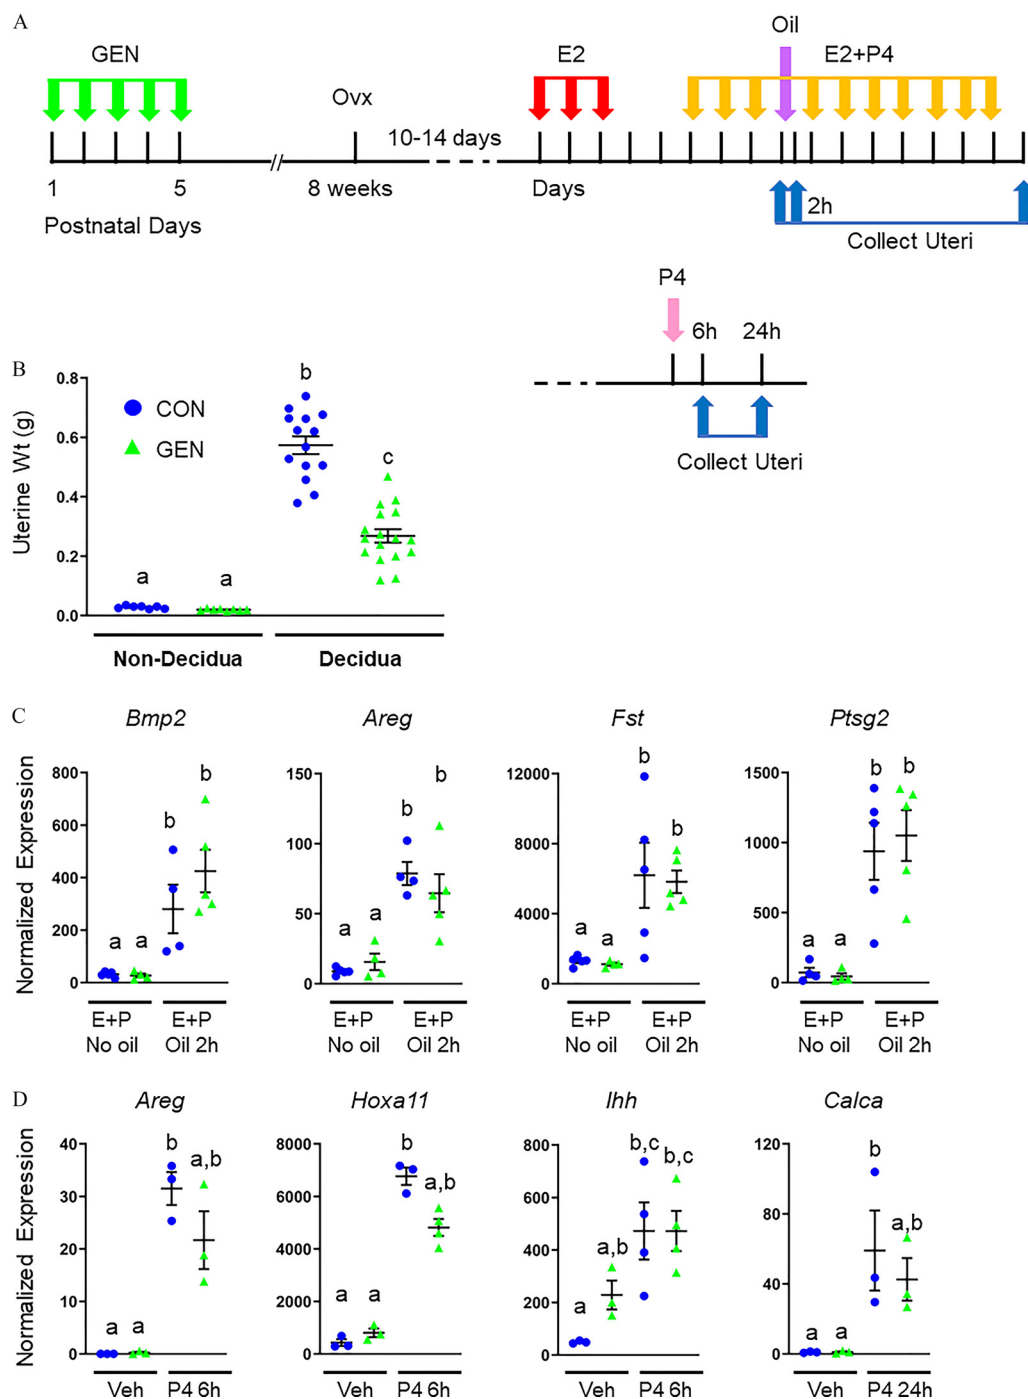 A
GEN
Ovx
10-14 days
E2
Oil
E2+P4
1
5
8 weeks
Days
2h
Postnatal Days
Collect Uteri
P4
6h
24h
Collect Uteri
B
Uterine Wt (g)
0.8
0.6
0.4
0.2
0.0
CON
GEN
a
a
b
c
Non-Decidua
Decidua
C
Normalized Expression
Bmp2
800
600
400
200
0
a
a
b
b
E+P
No oil
E+P
Oil 2h
Areg
150
100
50
0
a
a
b
b
E+P
No oil
E+P
Oil 2h
Fst
12000
8000
4000
0
a
a
b
b
E+P
No oil
E+P
Oil 2h
Ptsg2
1500
1000
500
0
a
a
b
b
E+P
No oil
E+P
Oil 2h
D
Normalized Expression
Areg
40
30
20
10
0
a
a
b
a,b
Veh
P4 6h
Hoxa11
8000
6000
4000
2000
0
a
a
b
a,b
Veh
P4 6h
Ihh
800
600
400
200
0
a
a,b
b,c
b,c
Veh
P4 6h
Calca
120
80
40
0
a
a
b
a,b
Veh
P4 24h